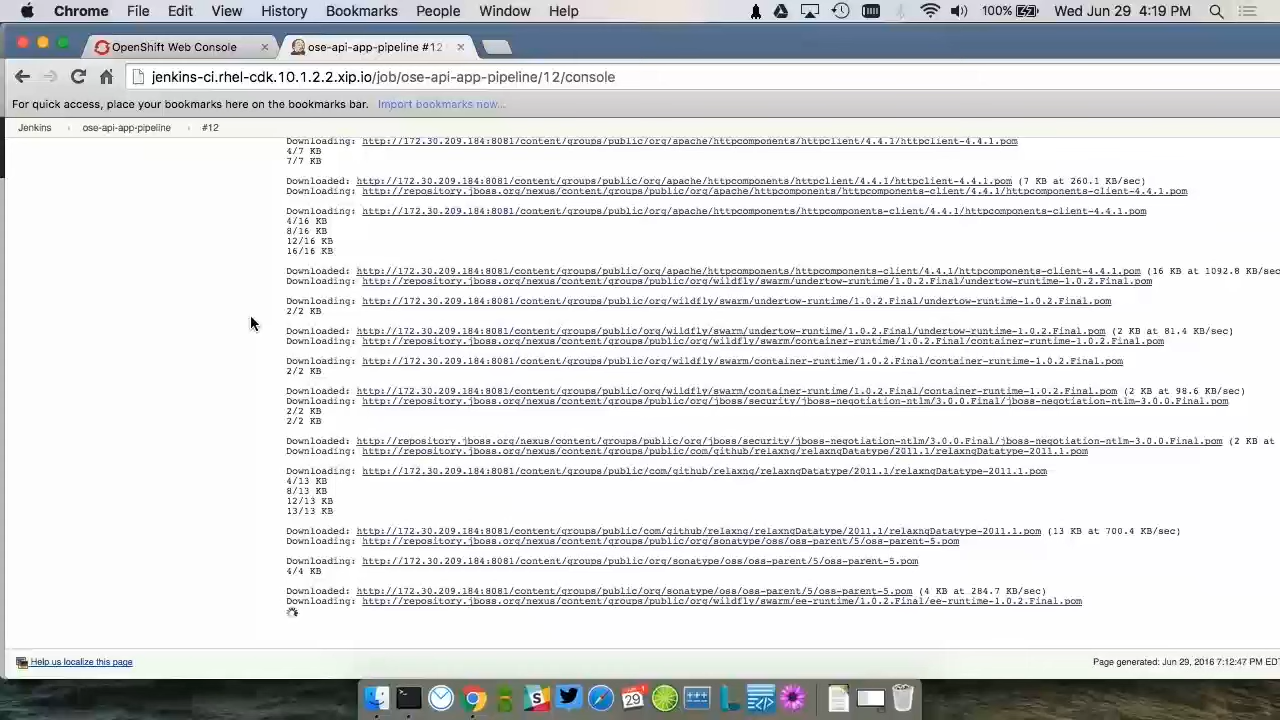 Chrome File Edit View History Bookmarks People Window Help 100% Wed Jun 29 4:19 PM
OpenShift Web Console × ose-api-app-pipeline #12 ×
jenkins-ci.rhel-cdk.10.1.2.2.xip.io/job/ose-api-app-pipeline/12/console
For quick access, place your bookmarks here on the bookmarks bar. Import bookmarks now...
Jenkins › ose-api-app-pipeline › #12
Downloading: http://172.30.209.184:8081/content/groups/public/org/apache/httpcomponents/httpclient/4.4.1/httpclient-4.4.1.pom
4/7 KB
7/7 KB
Downloaded: http://172.30.209.184:8081/content/groups/public/org/apache/httpcomponents/httpclient/4.4.1/httpclient-4.4.1.pom (7 KB at 260.1 KB/sec)
Downloading: http://repository.jboss.org/nexus/content/groups/public/org/apache/httpcomponents/httpcomponents-client/4.4.1/httpcomponents-client-4.4.1.pom
Downloading: http://172.30.209.184:8081/content/groups/public/org/apache/httpcomponents/httpcomponents-client/4.4.1/httpcomponents-client-4.4.1.pom
4/16 KB
8/16 KB
12/16 KB
16/16 KB
Downloaded: http://172.30.209.184:8081/content/groups/public/org/apache/httpcomponents/httpcomponents-client/4.4.1/httpcomponents-client-4.4.1.pom (16 KB at 1092.8 KB/sec
Downloading: http://repository.jboss.org/nexus/content/groups/public/org/wildfly/swarm/undertow-runtime/1.0.2.Final/undertow-runtime-1.0.2.Final.pom
Downloading: http://172.30.209.184:8081/content/groups/public/org/wildfly/swarm/undertow-runtime/1.0.2.Final/undertow-runtime-1.0.2.Final.pom
2/2 KB
Downloaded: http://172.30.209.184:8081/content/groups/public/org/wildfly/swarm/undertow-runtime/1.0.2.Final/undertow-runtime-1.0.2.Final.pom (2 KB at 81.4 KB/sec)
Downloading: http://repository.jboss.org/nexus/content/groups/public/org/wildfly/swarm/container-runtime/1.0.2.Final/container-runtime-1.0.2.Final.pom
Downloading: http://172.30.209.184:8081/content/groups/public/org/wildfly/swarm/container-runtime/1.0.2.Final/container-runtime-1.0.2.Final.pom
2/2 KB
Downloaded: http://172.30.209.184:8081/content/groups/public/org/wildfly/swarm/container-runtime/1.0.2.Final/container-runtime-1.0.2.Final.pom (2 KB at 98.6 KB/sec)
Downloading: http://repository.jboss.org/nexus/content/groups/public/org/jboss/security/jboss-negotiation-ntlm/3.0.0.Final/jboss-negotiation-ntlm-3.0.0.Final.pom
2/2 KB
2/2 KB
Downloaded: http://repository.jboss.org/nexus/content/groups/public/org/jboss/security/jboss-negotiation-ntlm/3.0.0.Final/jboss-negotiation-ntlm-3.0.0.Final.pom (2 KB at
Downloading: http://repository.jboss.org/nexus/content/groups/public/com/github/relaxng/relaxngDatatype/2011.1/relaxngDatatype-2011.1.pom
Downloading: http://172.30.209.184:8081/content/groups/public/com/github/relaxng/relaxngDatatype/2011.1/relaxngDatatype-2011.1.pom
4/13 KB
8/13 KB
12/13 KB
13/13 KB
Downloaded: http://172.30.209.184:8081/content/groups/public/com/github/relaxng/relaxngDatatype/2011.1/relaxngDatatype-2011.1.pom (13 KB at 700.4 KB/sec)
Downloading: http://repository.jboss.org/nexus/content/groups/public/org/sonatype/oss/oss-parent/5/oss-parent-5.pom
Downloading: http://172.30.209.184:8081/content/groups/public/org/sonatype/oss/oss-parent/5/oss-parent-5.pom
4/4 KB
Downloaded: http://172.30.209.184:8081/content/groups/public/org/sonatype/oss/oss-parent/5/oss-parent-5.pom (4 KB at 284.7 KB/sec)
Downloading: http://repository.jboss.org/nexus/content/groups/public/org/wildfly/swarm/ee-runtime/1.0.2.Final/ee-runtime-1.0.2.Final.pom
Help us localize this page Page generated: Jun 29, 2016 7:12:47 PM EDT
29